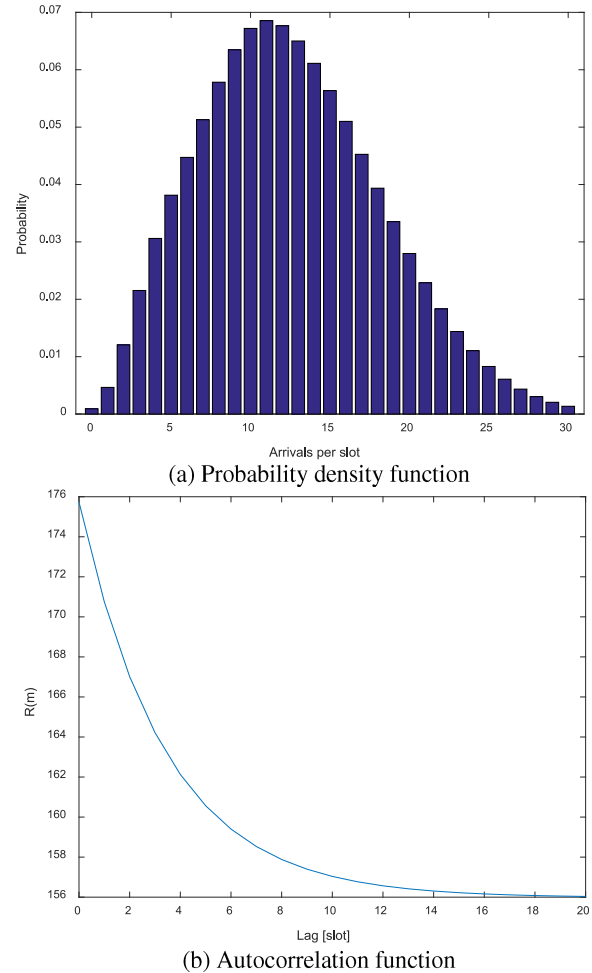 0.07
0.06
0.05
0.04
0.03
0.02
0.01
0
Probability
0 5 10 15 20 25 30
Arrivals per slot
(a) Probability density function
176
174
172
170
168
166
164
162
160
158
156
R(m)
0 2 4 6 8 10 12 14 16 18 20
Lag [slot]
(b) Autocorrelation function